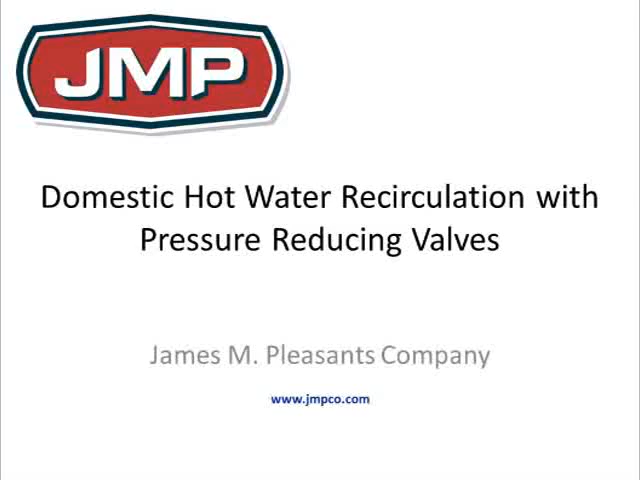 JMP
Domestic Hot Water Recirculation with
Pressure Reducing Valves
James M. Pleasants Company
www.jmpco.com